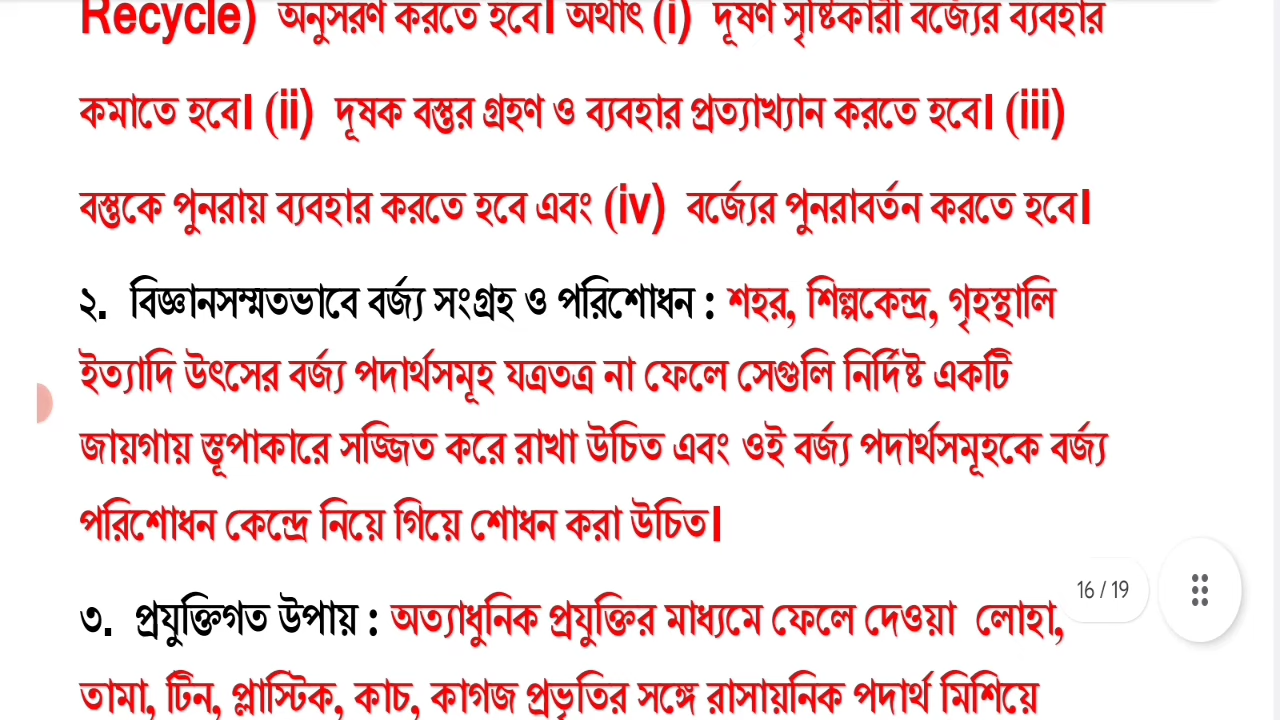 Recycle) অনুসরণ করতে হবে। অর্থাৎ (i) দূষণ সৃষ্টিকারী বর্জ্যের ব্যবহার
কমাতে হবে। (ii) দূষক বস্তুর গ্রহণ ও ব্যবহার প্রত্যাখ্যান করতে হবে। (iii)
বস্তুকে পুনরায় ব্যবহার করতে হবে এবং (iv) বর্জ্যের পুনরাবর্তন করতে হবে।
২. বিজ্ঞানসম্মতভাবে বর্জ্য সংগ্রহ ও পরিশোধন : শহর, শিল্পকেন্দ্র, গৃহস্থালি
ইত্যাদি উৎসের বর্জ্য পদার্থসমূহ যত্রতত্র না ফেলে সেগুলি নির্দিষ্ট একটি
জায়গায় স্তূপাকারে সজ্জিত করে রাখা উচিত এবং ওই বর্জ্য পদার্থসমূহকে বর্জ্য
পরিশোধন কেন্দ্রে নিয়ে গিয়ে শোধন করা উচিত।
16 / 19
৩. প্রযুক্তিগত উপায় : অত্যাধুনিক প্রযুক্তির মাধ্যমে ফেলে দেওয়া লোহা,
তামা, টিন, প্লাস্টিক, কাচ, কাগজ প্রভৃতির সঙ্গে রাসায়নিক পদার্থ মিশিয়ে